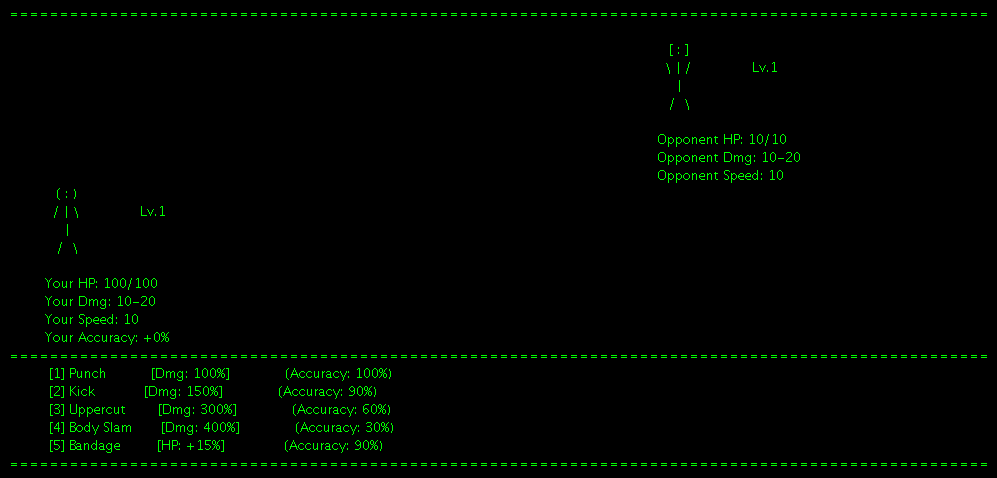 ====================================================================================================
[:]
\ | / Lv.1
|
/ \
Opponent HP: 10/10
Opponent Dmg: 10-20
Opponent Speed: 10
(:)
/ | \ Lv.1
|
/ \
Your HP: 100/100
Your Dmg: 10-20
Your Speed: 10
Your Accuracy: +0%
====================================================================================================
[1] Punch [Dmg: 100%] (Accuracy: 100%)
[2] Kick [Dmg: 150%] (Accuracy: 90%)
[3] Uppercut [Dmg: 300%] (Accuracy: 60%)
[4] Body Slam [Dmg: 400%] (Accuracy: 30%)
[5] Bandage [HP: +15%] (Accuracy: 90%)
====================================================================================================